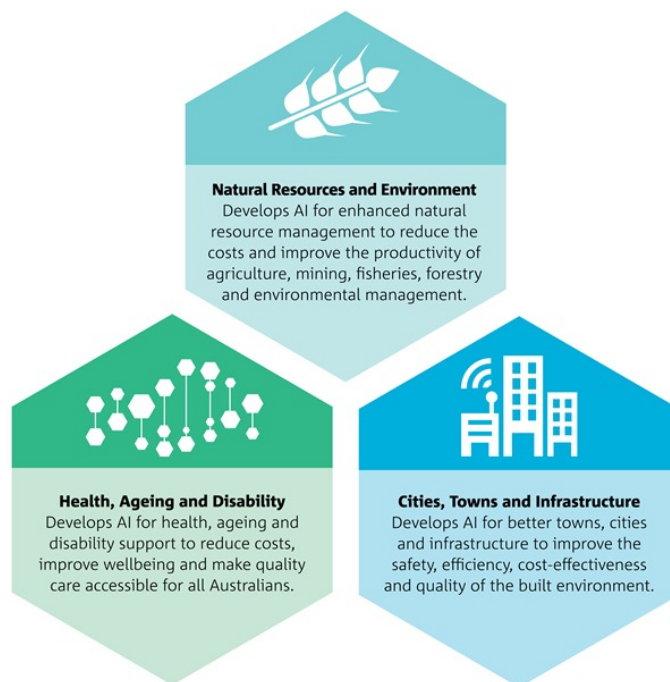 Natural Resources and Environment
Develops AI for enhanced natural
resource management to reduce the
costs and improve the productivity of
agriculture, mining, fisheries, forestry
and environmental management.
Health, Ageing and Disability
Develops AI for health, ageing and
disability support to reduce costs,
improve wellbeing and make quality
care accessible for all Australians.
Cities, Towns and Infrastructure
Develops AI for better towns, cities
and infrastructure to improve the
safety, efficiency, cost-effectiveness
and quality of the built environment.